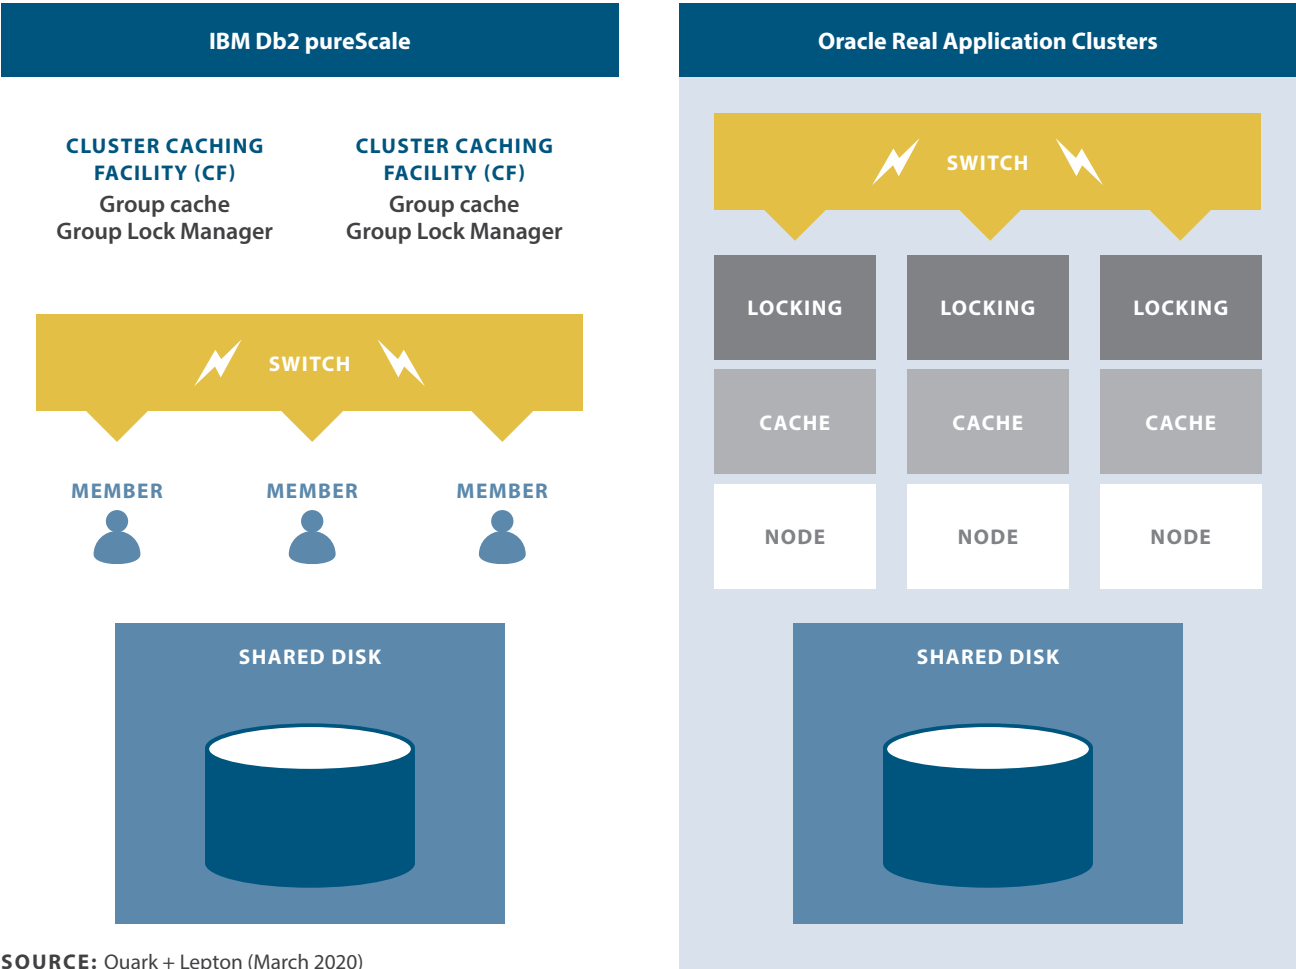 IBM Db2 pureScale
CLUSTER CACHING
FACILITY (CF)
Group cache
Group Lock Manager
CLUSTER CACHING
FACILITY (CF)
Group cache
Group Lock Manager
SWITCH
MEMBER
MEMBER
MEMBER
SHARED DISK
Oracle Real Application Clusters
SWITCH
LOCKING
LOCKING
LOCKING
CACHE
CACHE
CACHE
NODE
NODE
NODE
SHARED DISK
SOURCE: Quark + Lepton (March 2020)